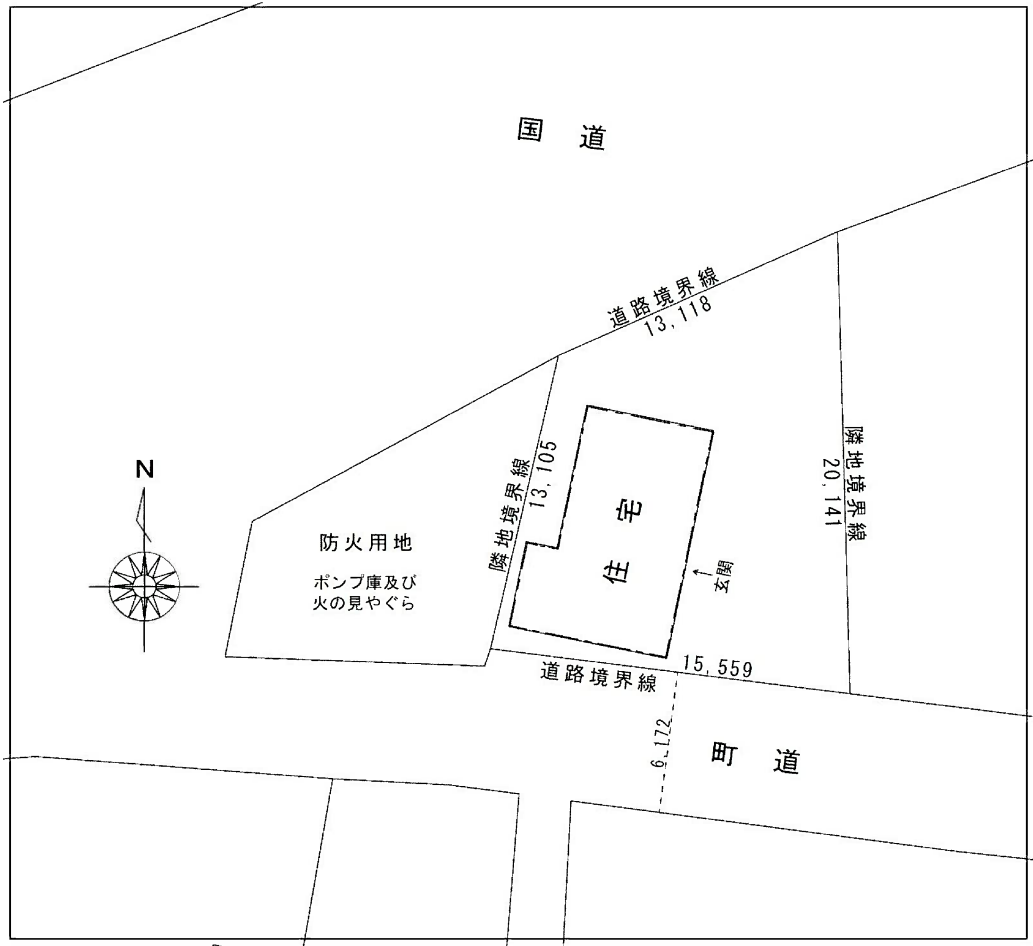 国道
道路境界線
13,118
隣地境界線
13,105
隣地境界線
20,141
N
防火用地
ポンプ庫及び
火の見やぐら
住宅
←
玄関
15,559
道路境界線
6,172
町道